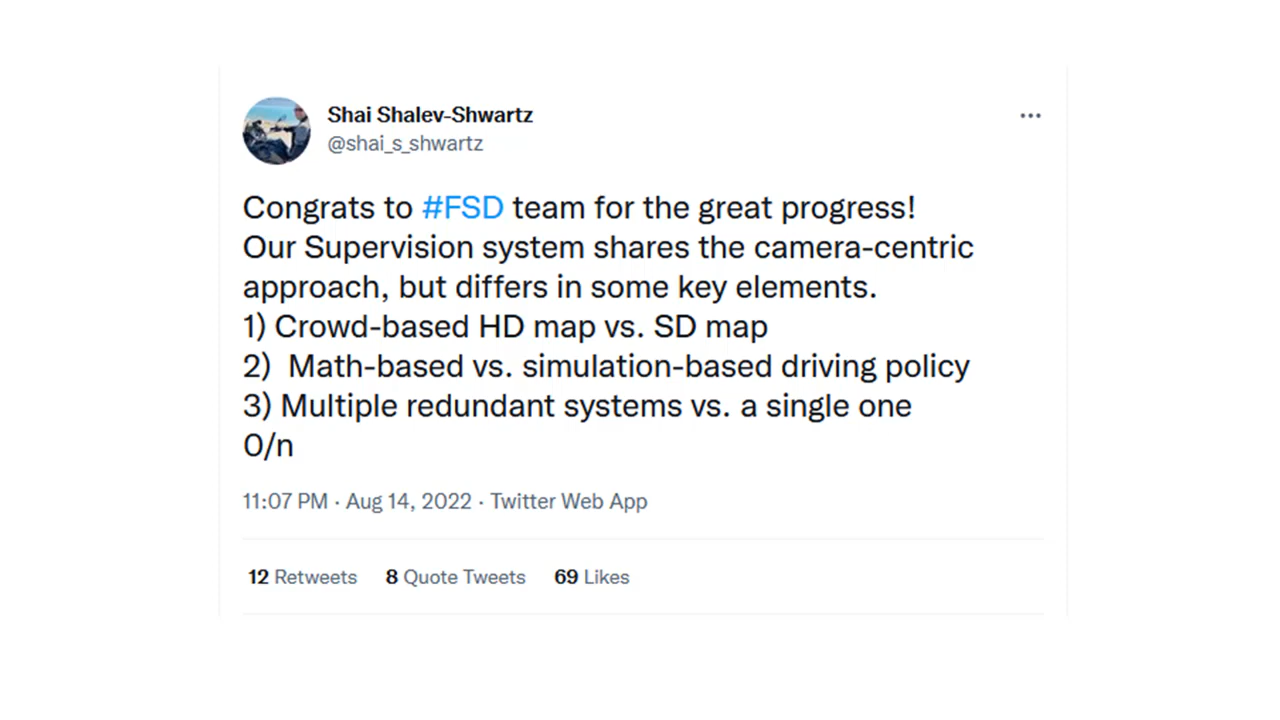 Shai Shalev-Shwartz
@shai_s_shwartz
Congrats to #FSD team for the great progress!
Our Supervision system shares the camera-centric
approach, but differs in some key elements.
1) Crowd-based HD map vs. SD map
2)  Math-based vs. simulation-based driving policy
3) Multiple redundant systems vs. a single one
0/n
11:07 PM · Aug 14, 2022 · Twitter Web App
12 Retweets 8 Quote Tweets 69 Likes